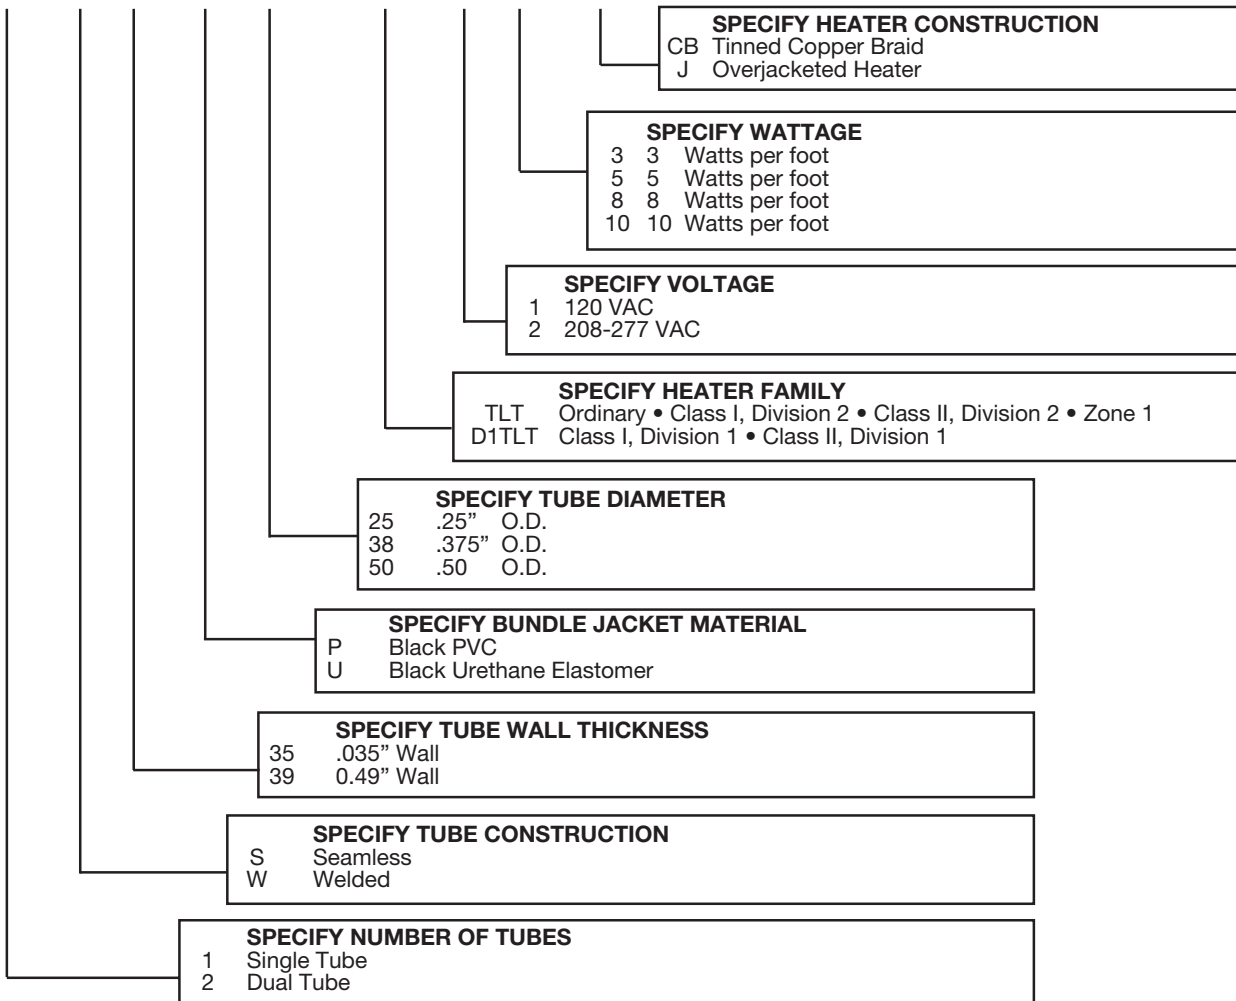 SPECIFY HEATER CONSTRUCTION
CB Tinned Copper Braid
J Overjacketed Heater
SPECIFY WATTAGE
3 3 Watts per foot
5 5 Watts per foot
8 8 Watts per foot
10 10 Watts per foot
SPECIFY VOLTAGE
1 120 VAC
2 208-277 VAC
SPECIFY HEATER FAMILY
TLT Ordinary • Class I, Division 2 • Class II, Division 2 • Zone 1
D1TLT Class I, Division 1 • Class II, Division 1
SPECIFY TUBE DIAMETER
25 .25” O.D.
38 .375” O.D.
50 .50 O.D.
SPECIFY BUNDLE JACKET MATERIAL
P Black PVC
U Black Urethane Elastomer
SPECIFY TUBE WALL THICKNESS
35 .035” Wall
39 0.49” Wall
SPECIFY TUBE CONSTRUCTION
S Seamless
W Welded
SPECIFY NUMBER OF TUBES
1 Single Tube
2 Dual Tube